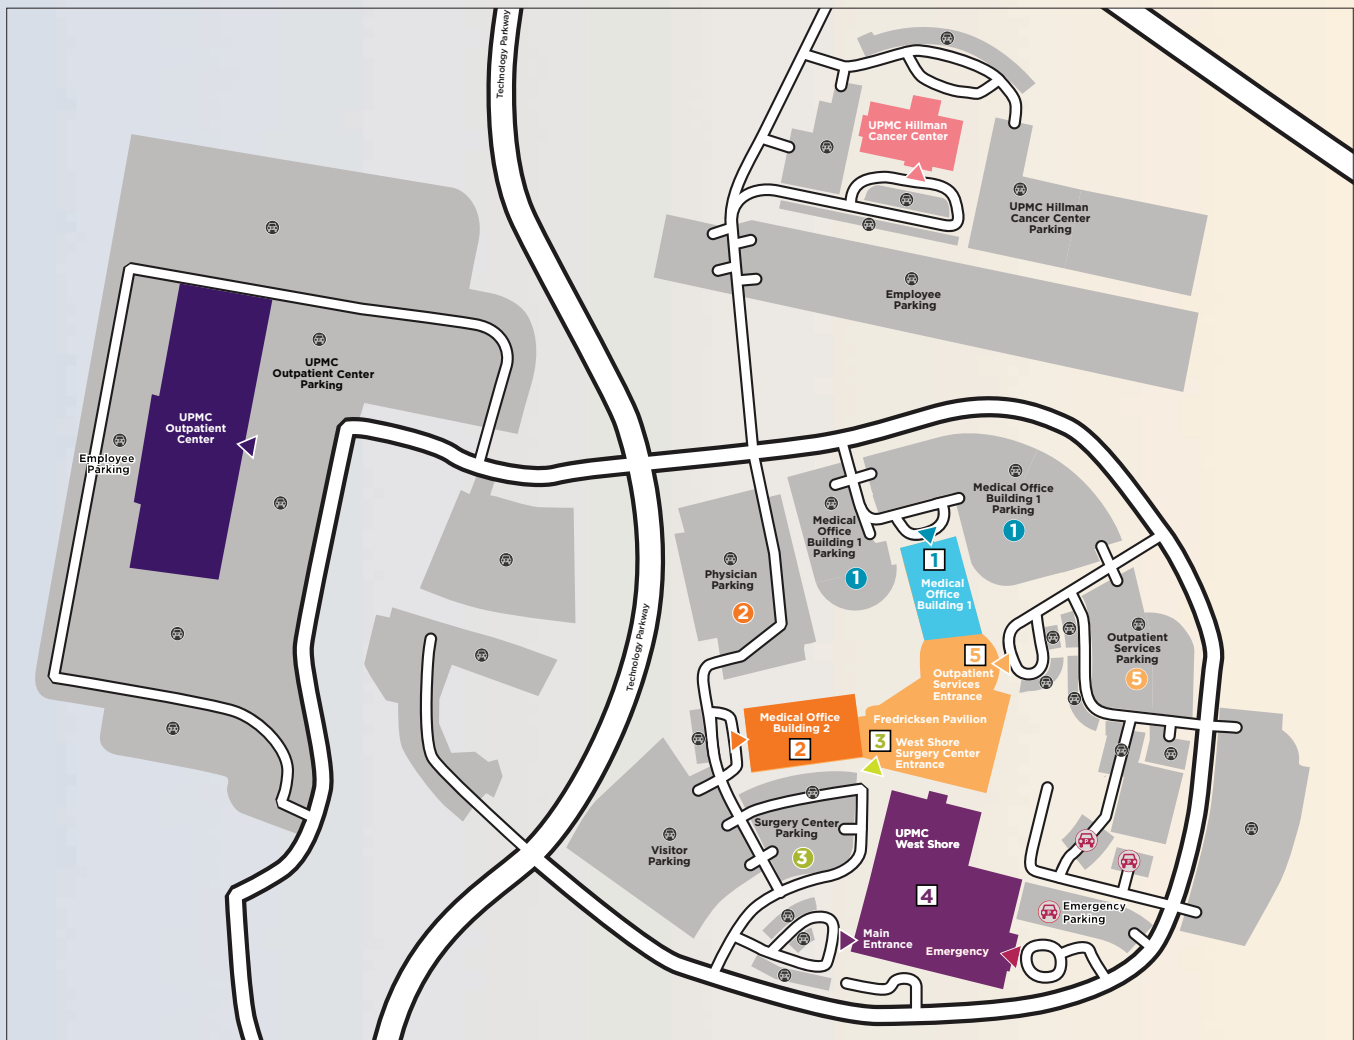 Technology Parkway
UPMC Hillman
Cancer Center
UPMC Hillman
Cancer Center
Parking
Employee
Parking
UPMC
Outpatient Center
Parking
UPMC
Outpatient
Center
Employee
Parking
Medical Office
Building 1
Parking
1
Medical
Office
Building 1
Parking
1
1
Medical
Office
Building 1
Physician
Parking
2
Technology Parkway
5
Outpatient
Services
Entrance
Outpatient
Services
Parking
5
Medical Office
Building 2
2
Fredricksen Pavilion
3
West Shore
Surgery Center
Entrance
Surgery Center
Parking
3
Visitor
Parking
UPMC
West Shore
4
Main
Entrance
Emergency
Emergency
Parking